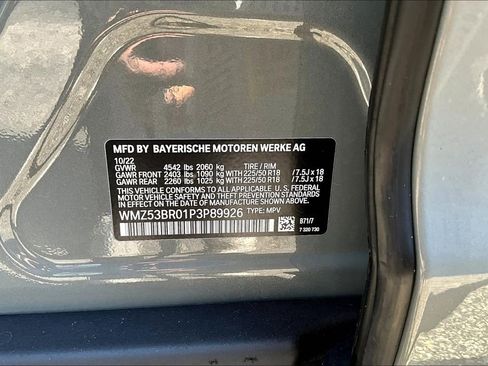 MFD BY BAYERISCHE MOTOREN WERKE AG
10/22
GVWR 4542 lbs 2060 kg TIRE / RIM
GAWR FRONT 2403 lbs 1090 kg WITH 225/50 R18 / 7.5J x 18
GAWR REAR 2260 lbs 1025 kg WITH 225/50 R18 / 7.5J x 18
THIS VEHICLE CONFORMS TO ALL APPLICABLE U.S. FEDERAL
MOTOR VEHICLE SAFETY AND THEFT PREVENTION STANDARDS
IN EFFECT ON THE DATE OF MANUFACTURE SHOWN ABOVE.
WMZ53BR01P3P89926 TYPE: MPV
871/7
7 320 730